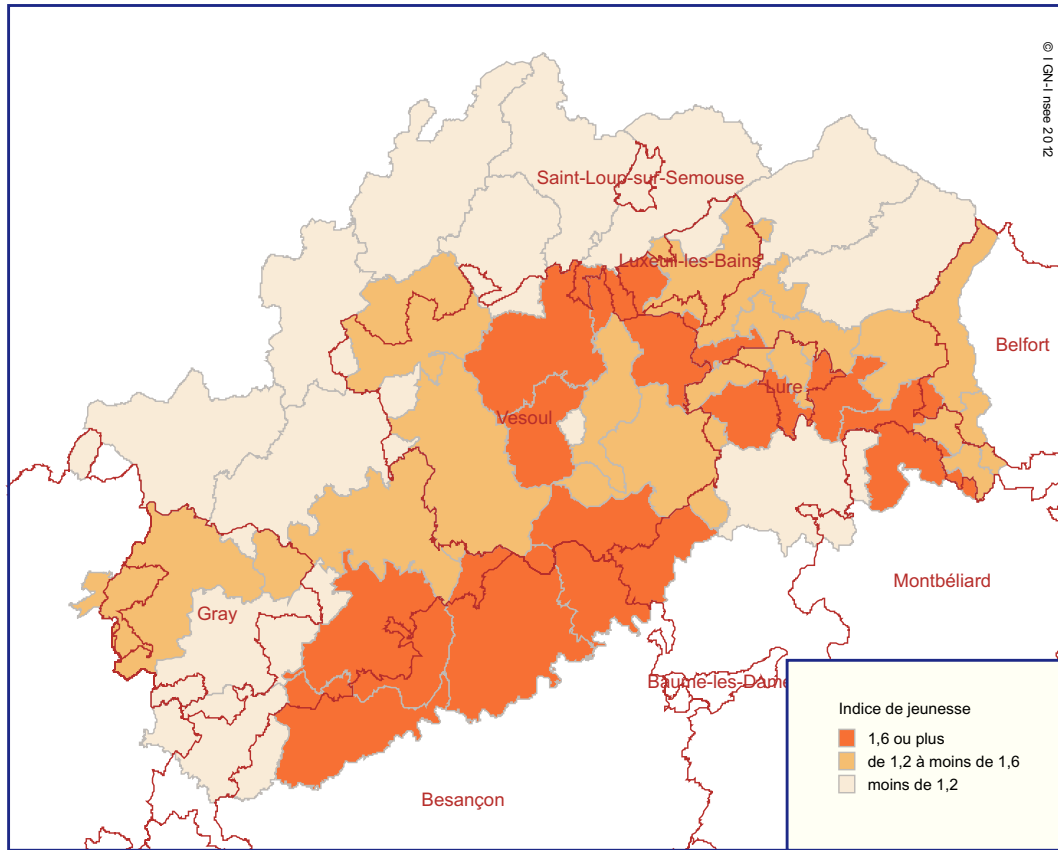 © IGN-Insee 2012
Saint-Loup-sur-Semouse
Luxeuil-les-Bains
Belfort
Lure
Vesoul
Montbéliard
Gray
Baume-les-Dame
Besançon
Indice de jeunesse
1,6 ou plus
de 1,2 à moins de 1,6
moins de 1,2